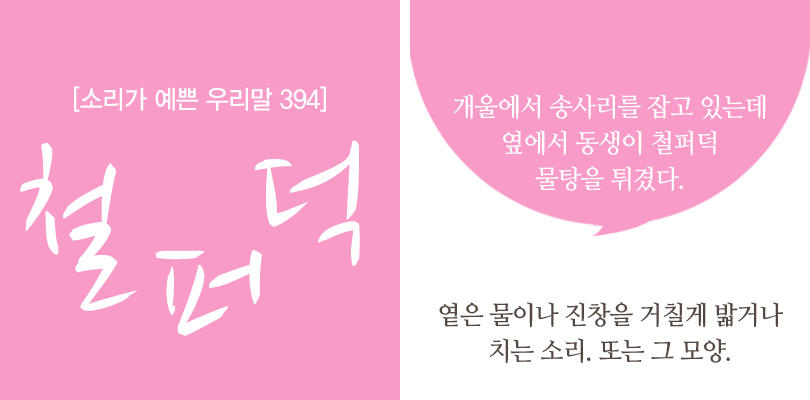 [소리가 예쁜 우리말 394]
철퍼덕
개울에서 송사리를 잡고 있는데
옆에서 동생이 철퍼덕
물탕을 튀겼다.
옅은 물이나 진창을 거칠게 밟거나
치는 소리. 또는 그 모양.